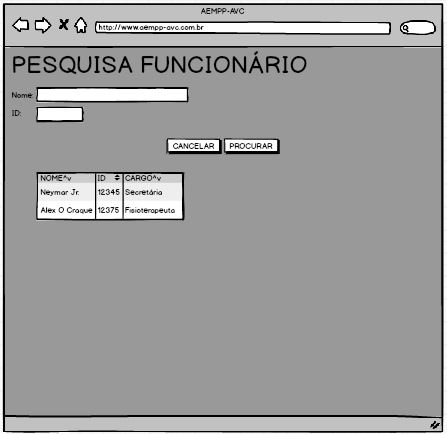 AEMPP-AVC
http://www.aempp-avc.com.br
PESQUISA FUNCIONÁRIO
Nome:
ID:
CANCELAR PROCURAR
NOME^v ID CARGO^v
Neymar Jr. 12345 Secretária
Alex O Craque 12375 Fisioterapeuta